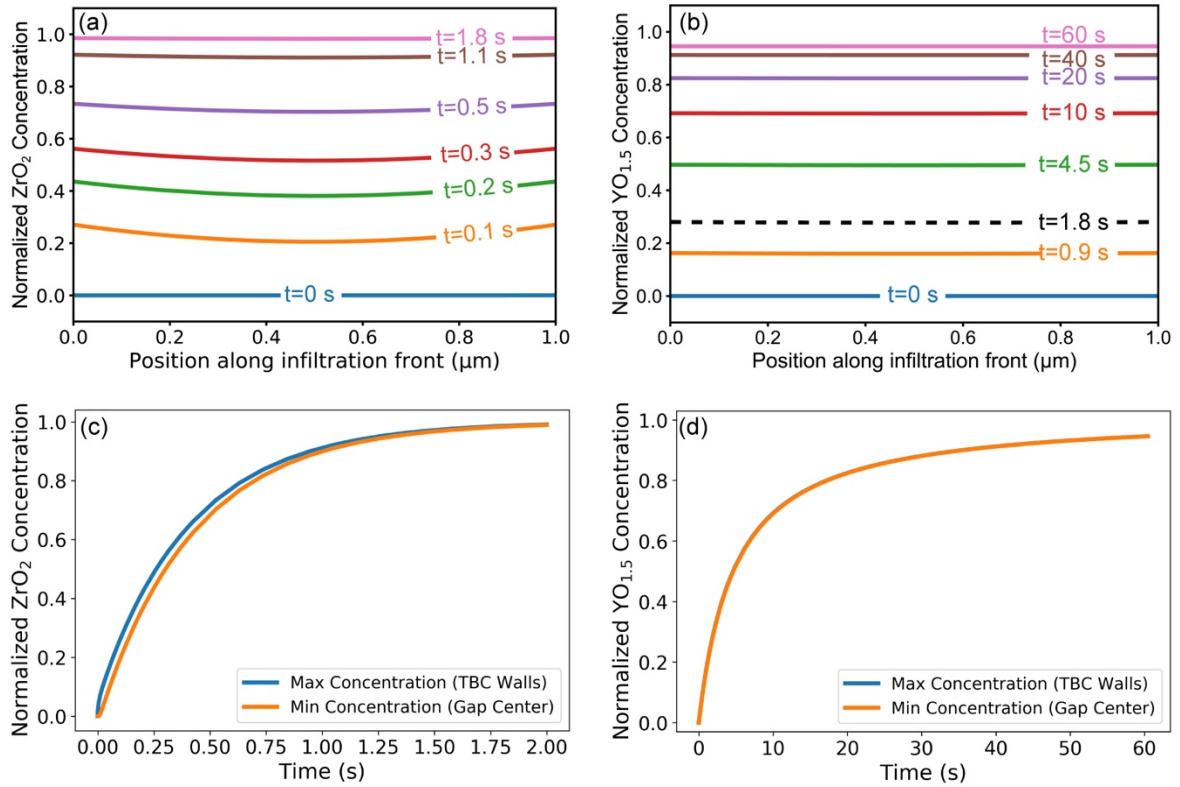 (a)
Normalized ZrO₂ Concentration
1.0
0.8
0.6
0.4
0.2
0.0
t=1.8 s
t=1.1 s
t=0.5 s
t=0.3 s
t=0.2 s
t=0.1 s
t=0 s
0.0 0.2 0.4 0.6 0.8 1.0
Position along infiltration front (μm)
(b)
Normalized YO₁.₅ Concentration
1.0
0.8
0.6
0.4
0.2
0.0
t=60 s
t=40 s
t=20 s
t=10 s
t=4.5 s
t=1.8 s
t=0.9 s
t=0 s
0.0 0.2 0.4 0.6 0.8 1.0
Position along infiltration front (μm)
(c)
Normalized ZrO₂ Concentration
1.0
0.8
0.6
0.4
0.2
0.0
Max Concentration (TBC Walls)
Min Concentration (Gap Center)
0.00 0.25 0.50 0.75 1.00 1.25 1.50 1.75 2.00
Time (s)
(d)
Normalized YO₁.₅ Concentration
1.0
0.8
0.6
0.4
0.2
0.0
Max Concentration (TBC Walls)
Min Concentration (Gap Center)
0 10 20 30 40 50 60
Time (s)